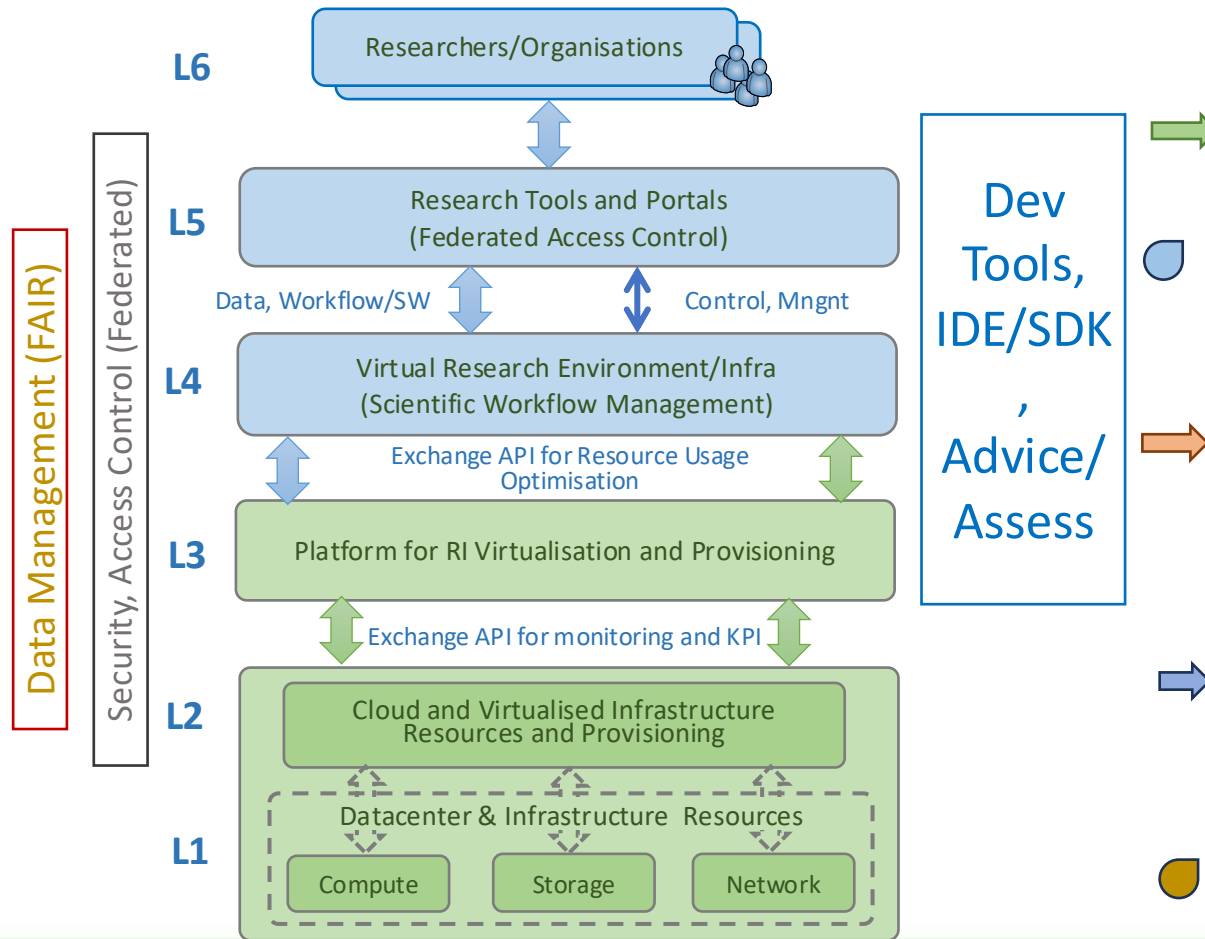 L6
Researchers/Organisations
L5
Research Tools and Portals
(Federated Access Control)
Data, Workflow/SW
Control, Mngnt
L4
Virtual Research Environment/Infra
(Scientific Workflow Management)
Exchange API for Resource Usage
Optimisation
L3
Platform for RI Virtualisation and Provisioning
Exchange API for monitoring and KPI
L2
Cloud and Virtualised Infrastructure
Resources and Provisioning
L1
Datacenter & Infrastructure Resources
Compute
Storage
Network
Data Management (FAIR)
Security, Access Control (Federated)
Dev
Tools,
IDE/SDK
,
Advice/
Assess